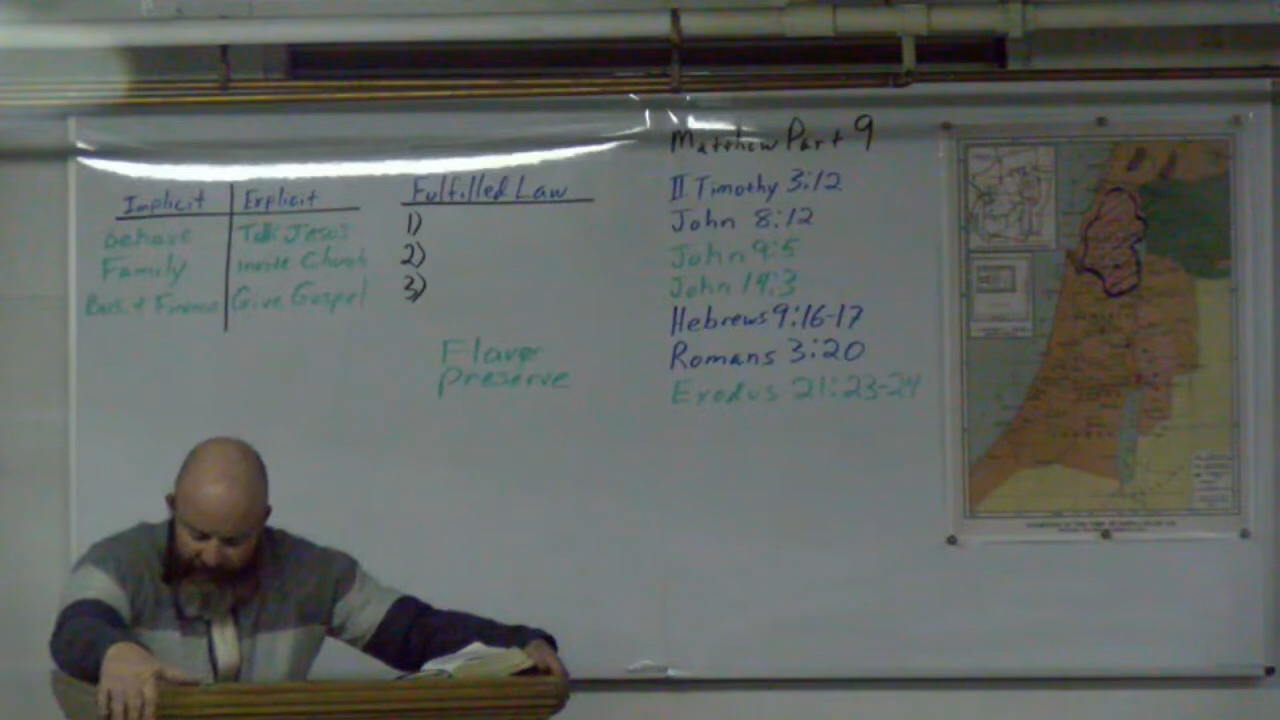 Implicit Explicit
Behave Talk Jesus
Family Invite Church
Bus. & Finance Give Gospel
Fulfilled Law
1)
2)
3)
Flavor
Preserve
Matthew Part 9
II Timothy 3:12
John 8:12
John 9:5
John 14:3
Hebrews 9:16-17
Romans 3:20
Exodus 21:23-24